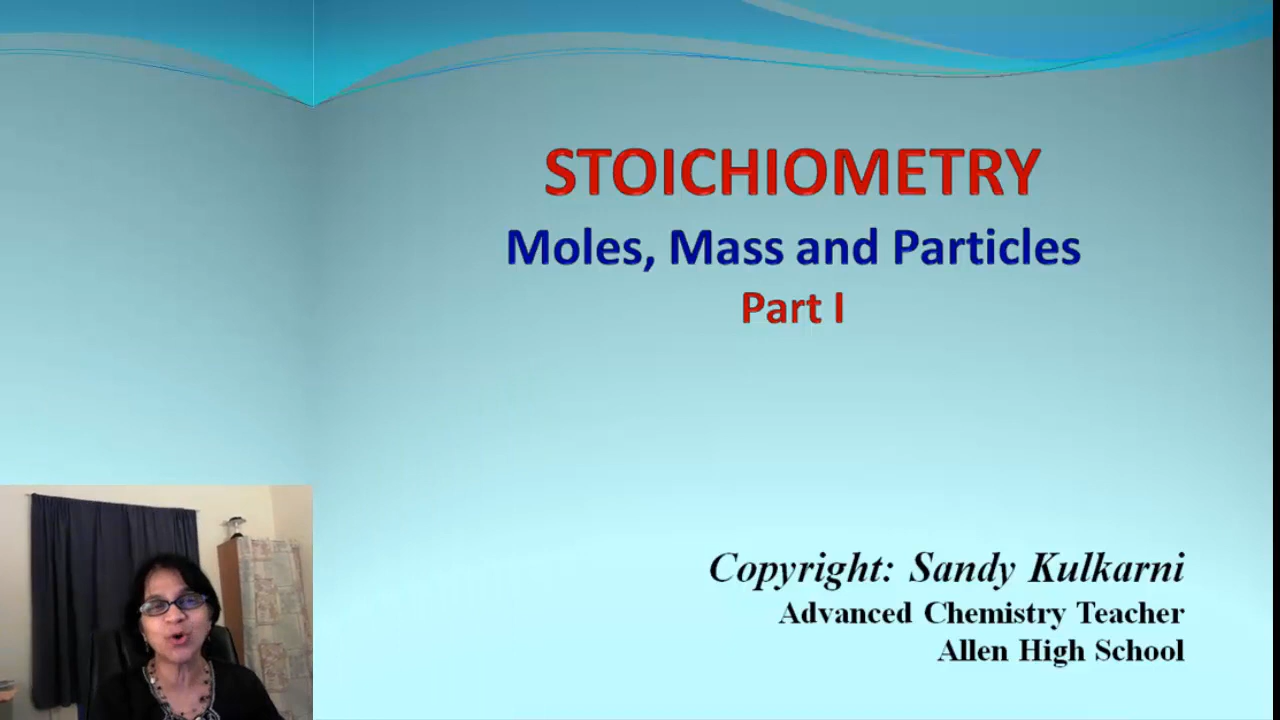 STOICHIOMETRY
Moles, Mass and Particles
Part I
Copyright: Sandy Kulkarni
Advanced Chemistry Teacher
Allen High School